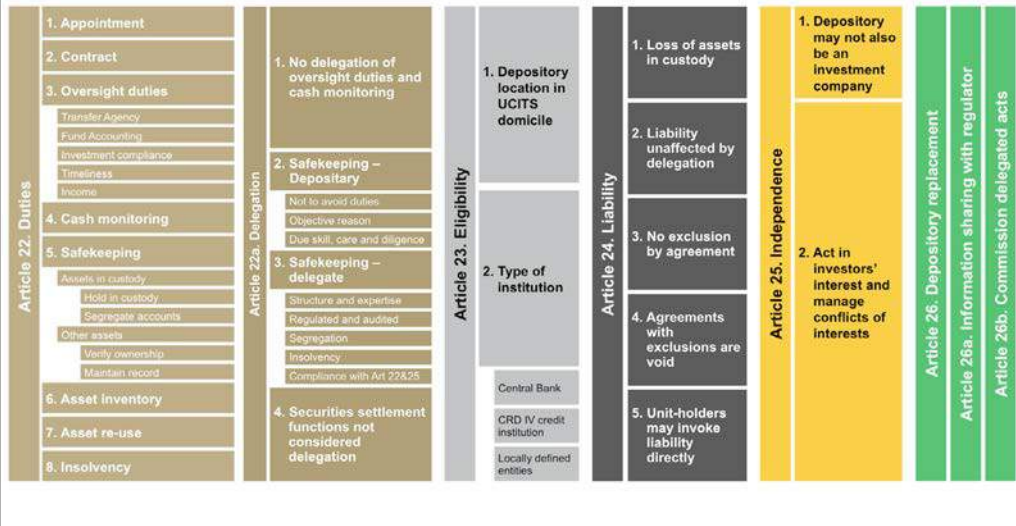 Article 22. Duties
1. Appointment
2. Contract
3. Oversight duties
Transfer Agency
Fund Accounting
Investment compliance
Timeliness
Income
4. Cash monitoring
5. Safekeeping
Assets in custody
Hold in custody
Segregate accounts
Other assets
Verify ownership
Maintain record
6. Asset inventory
7. Asset re-use
8. Insolvency
Article 22a. Delegation
1. No delegation of
oversight duties and
cash monitoring
2. Safekeeping –
Depositary
Not to avoid duties
Objective reason
Due skill, care and diligence
3. Safekeeping –
delegate
Structure and expertise
Regulated and audited
Segregation
Insolvency
Compliance with Art 22&25
4. Securities settlement
functions not
considered
delegation
Article 23. Eligibility
1. Depository
location in
UCITS
domicile
2. Type of
institution
Central Bank
CRD IV credit
institution
Locally defined
entities
Article 24. Liability
1. Loss of assets
in custody
2. Liability
unaffected by
delegation
3. No exclusion
by agreement
4. Agreements
with
exclusions are
void
5. Unit-holders
may invoke
liability
directly
Article 25. Independence
1. Depository
may not also
be an
investment
company
2. Act in
investors'
interest and
manage
conflicts of
interests
Article 26. Depository replacement
Article 26a. Information sharing with regulator
Article 26b. Commission delegated acts